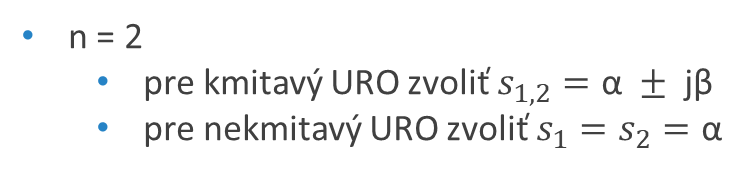 • n = 2
• pre kmitavý URO zvoliť s₁,₂ = α ± jβ
• pre nekmitavý URO zvoliť s₁ = s₂ = α